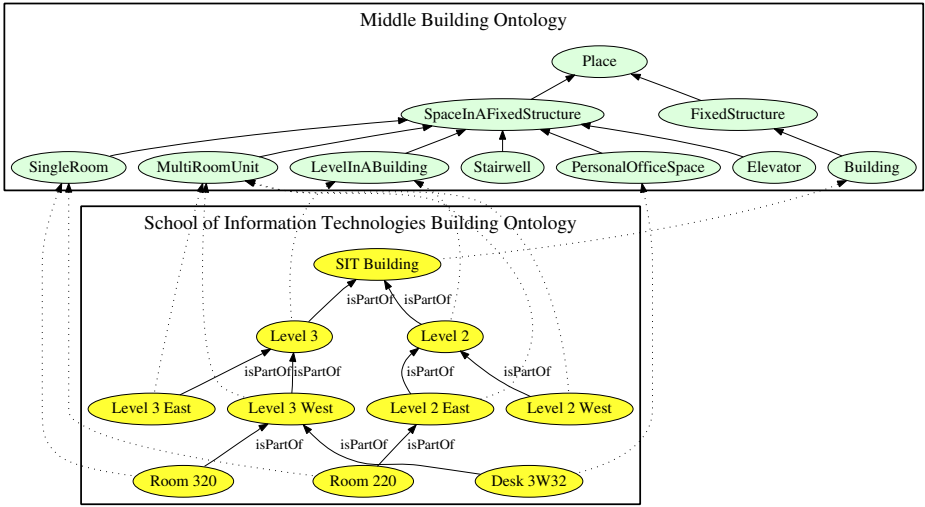 Middle Building Ontology
Place
SpaceInAFixedStructure
FixedStructure
SingleRoom
MultiRoomUnit
LevelInABuilding
Stairwell
PersonalOfficeSpace
Elevator
Building
School of Information Technologies Building Ontology
SIT Building
isPartOf
isPartOf
Level 3
Level 2
isPartOf
isPartOf
isPartOf
isPartOf
Level 3 East
Level 3 West
Level 2 East
Level 2 West
isPartOf
isPartOf
isPartOf
Room 320
Room 220
Desk 3W32